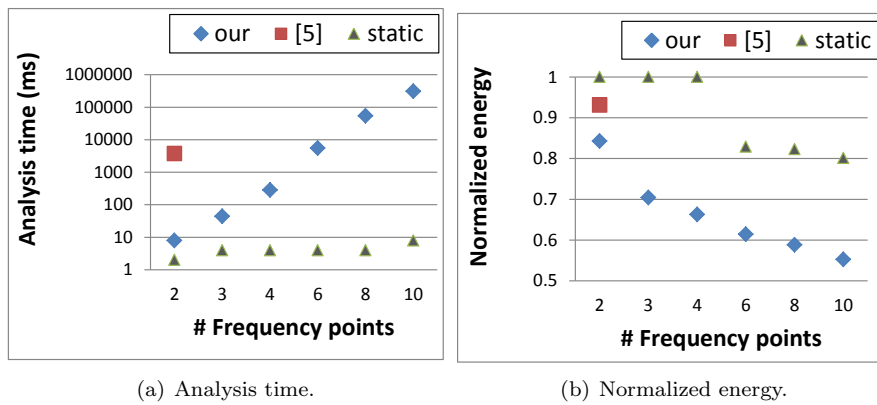 our [5] static
Analysis time (ms)
1000000
100000
10000
1000
100
10
1
2 3 4 6 8 10
# Frequency points
(a) Analysis time.
our [5] static
Normalized energy
1
0.9
0.8
0.7
0.6
0.5
2 3 4 6 8 10
# Frequency points
(b) Normalized energy.